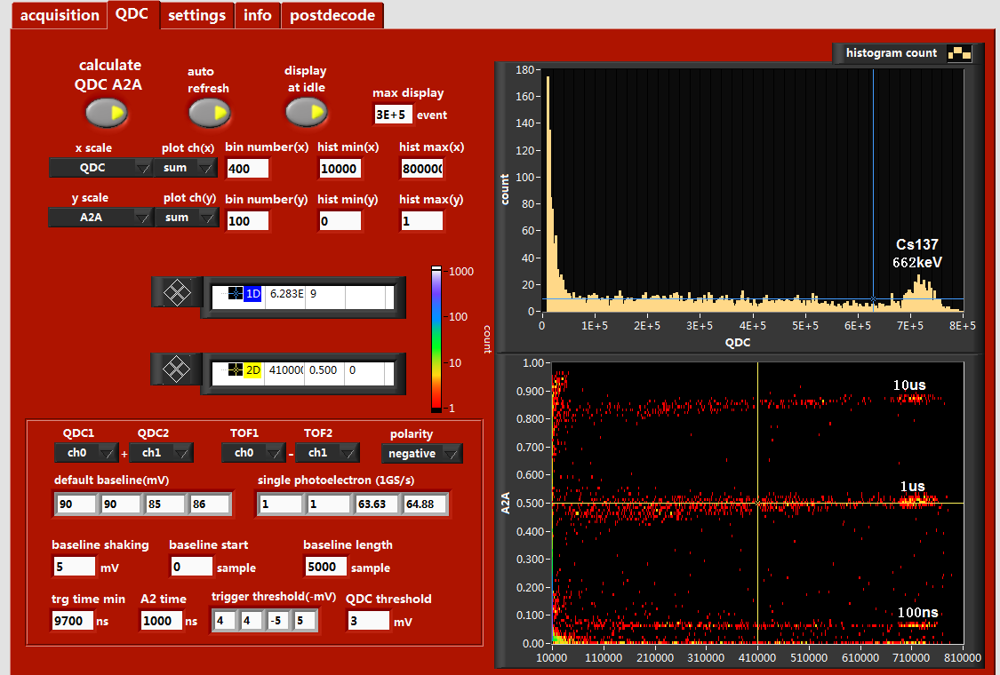 acquisition QDC settings info postdecode
calculate QDC A2A
auto refresh
display at idle
max display
3E+5 event
x scale plot ch(x) bin number(x) hist min(x) hist max(x)
QDC sum 400 10000 800000
y scale plot ch(y) bin number(y) hist min(y) hist max(y)
A2A sum 100 0 1
1D 6.283E 9
2D 410000 0.500 0
1000
100
10
1
count
QDC1 QDC2 TOF1 TOF2 polarity
ch0 + ch1 ch0 - ch1 negative
default baseline(mV) single photoelectron (1GS/s)
90 90 85 86 1 1 63.63 64.88
baseline shaking baseline start baseline length
5 mV 0 sample 5000 sample
trg time min A2 time trigger threshold(-mV) QDC threshold
9700 ns 1000 ns 4 4 -5 5 3 mV
histogram count
180
160
140
120
100
80
60
40
20
0
count
Cs137
662keV
0 1E+5 2E+5 3E+5 4E+5 5E+5 6E+5 7E+5 8E+5
QDC
1.00
0.900
0.800
0.700
0.600
0.500
0.400
0.300
0.200
0.100
0.00
A2A
10us
1us
100ns
10000 110000 210000 310000 410000 510000 610000 710000 810000